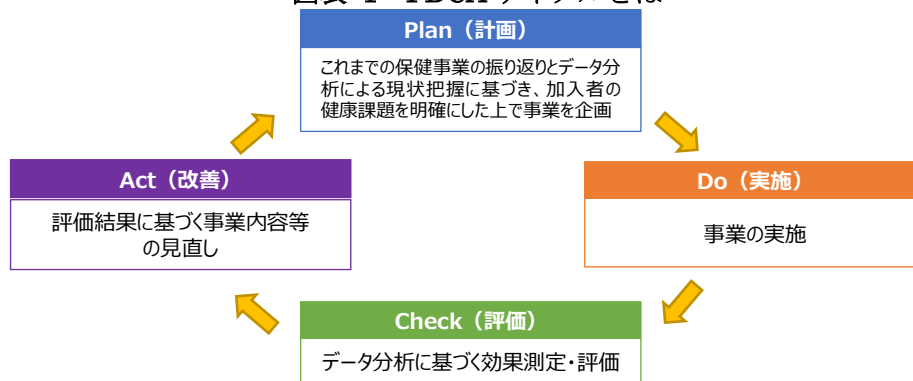 Plan（計画）
これまでの保健事業の振り返りとデータ分
析による現状把握に基づき、加入者の
健康課題を明確にした上で事業を企画
Act（改善）
評価結果に基づく事業内容等
の見直し
Do（実施）
事業の実施
Check（評価）
データ分析に基づく効果測定・評価